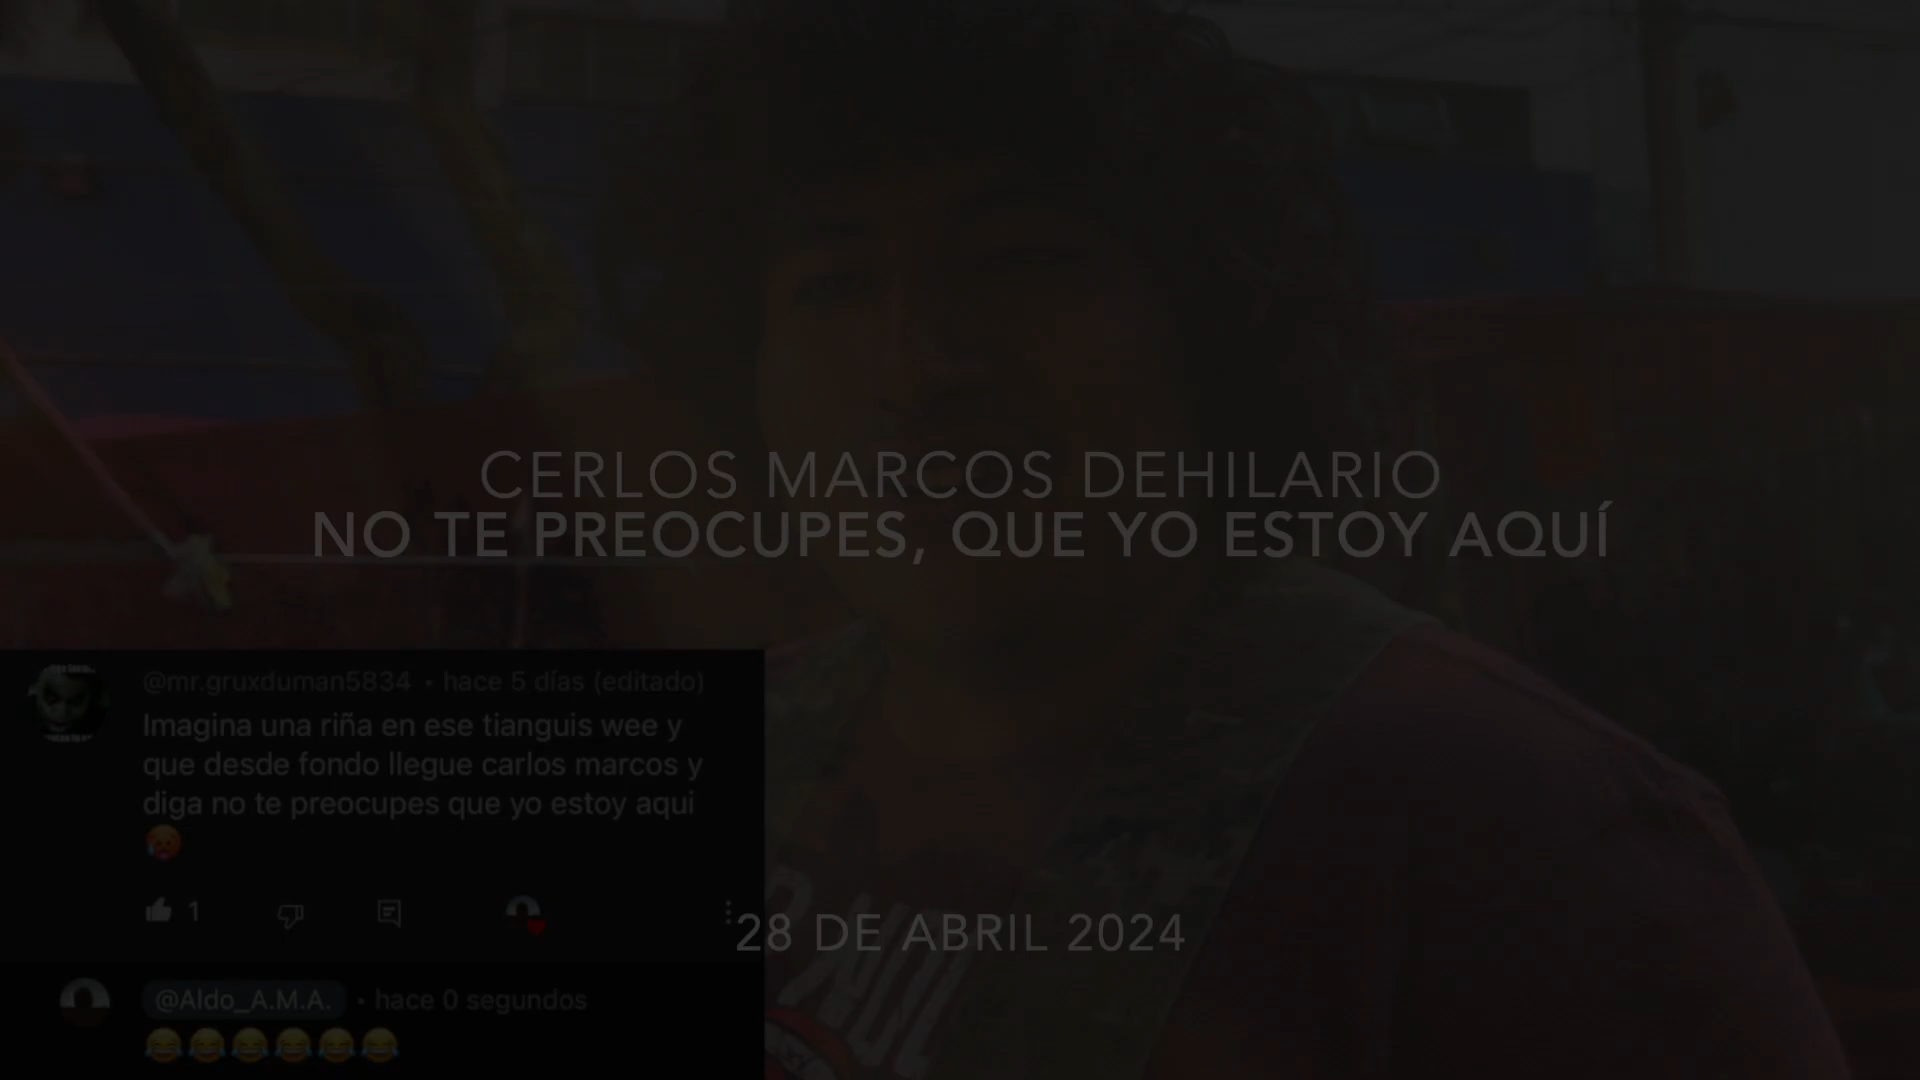 CERLOS MARCOS DEHILARIO
NO TE PREOCUPES, QUE YO ESTOY AQUÍ
@mr.gruxduman5834 • hace 5 días (editado)
Imagina una riña en ese tianguis wee y
que desde fondo llegue carlos marcos y
diga no te preocupes que yo estoy aqui
🥵
1
28 DE ABRIL 2024
@Aldo_A.M.A. • hace 0 segundos
😂😂😂😂😂😂